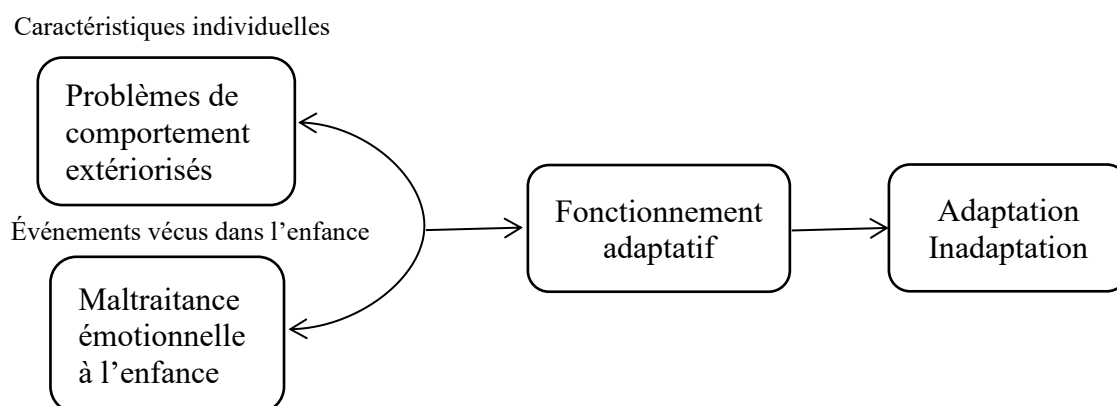 Caractéristiques individuelles
Problèmes de
comportement
extériorisés
Événements vécus dans l’enfance
Maltraitance
émotionnelle
à l’enfance
Fonctionnement
adaptatif
Adaptation
Inadaptation